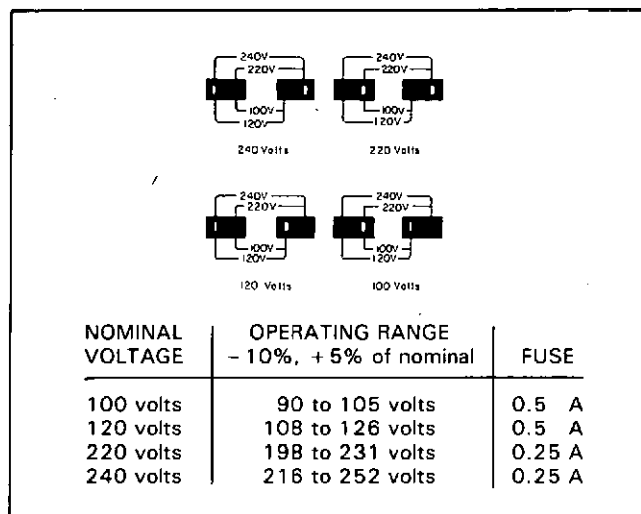 240V 240V
220V 220V
100V 100V
120V 120V
240 Volts 220 Volts
240V 240V
220V 220V
100V 100V
120V 120V
120 Volts 100 Volts
NOMINAL OPERATING RANGE
VOLTAGE -10%, +5% of nominal FUSE
100 volts 90 to 105 volts 0.5 A
120 volts 108 to 126 volts 0.5 A
220 volts 198 to 231 volts 0.25 A
240 volts 216 to 252 volts 0.25 A